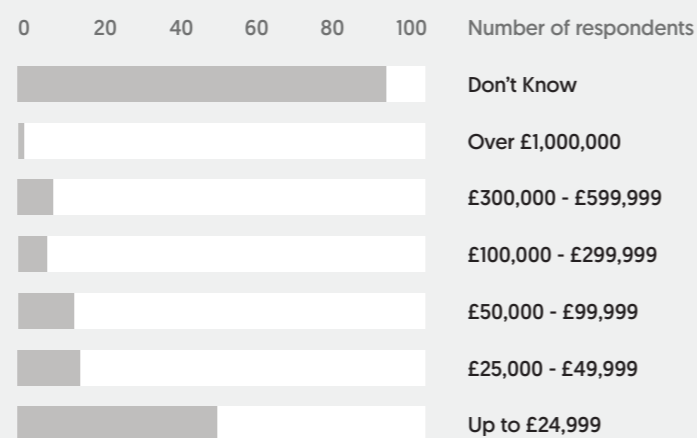 0 20 40 60 80 100 Number of respondents
Don't Know
Over £1,000,000
£300,000 - £599,999
£100,000 - £299,999
£50,000 - £99,999
£25,000 - £49,999
Up to £24,999